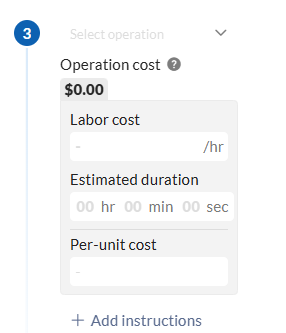 3 Select operation
Operation cost ?
$0.00
Labor cost
- /hr
Estimated duration
00 hr 00 min 00 sec
Per-unit cost
-
+ Add instructions